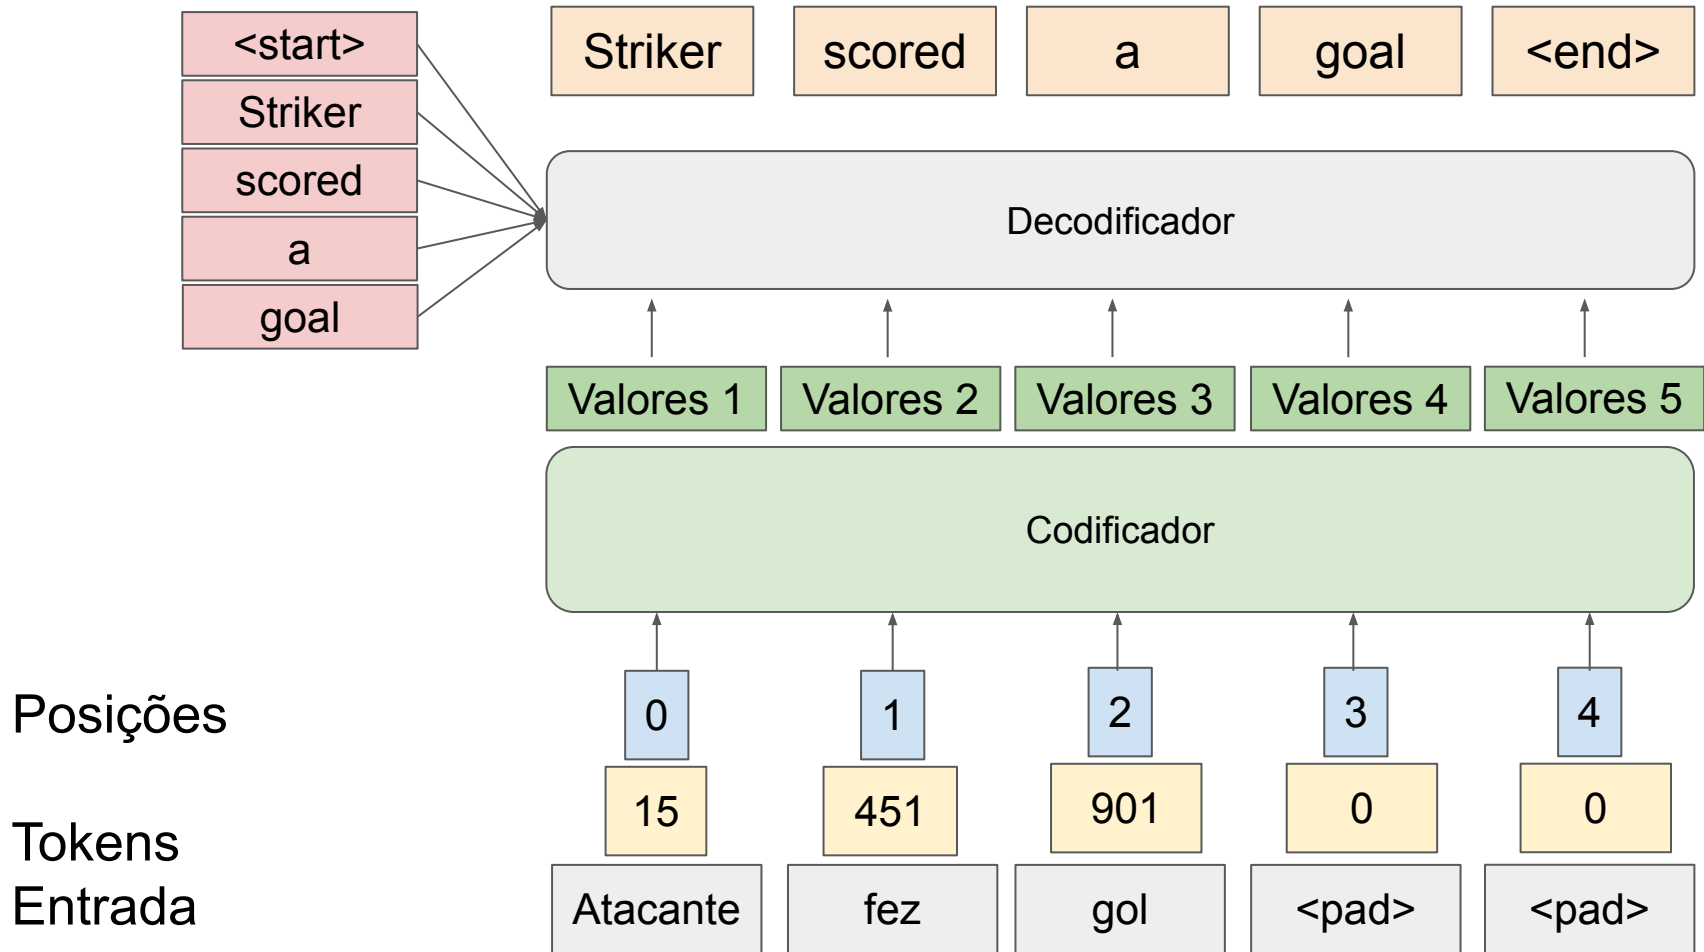 <start>
Striker
scored
a
goal
Striker scored a goal <end>
Decodificador
Valores 1 Valores 2 Valores 3 Valores 4 Valores 5
Codificador
Posições 0 1 2 3 4
Tokens 15 451 901 0 0
Entrada Atacante fez gol <pad> <pad>